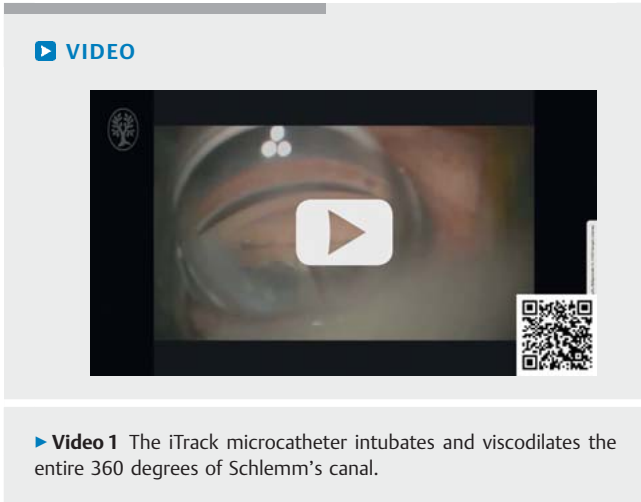 VIDEO
▶ Video 1 The iTrack microcatheter intubates and viscodilates the
entire 360 degrees of Schlemm's canal.